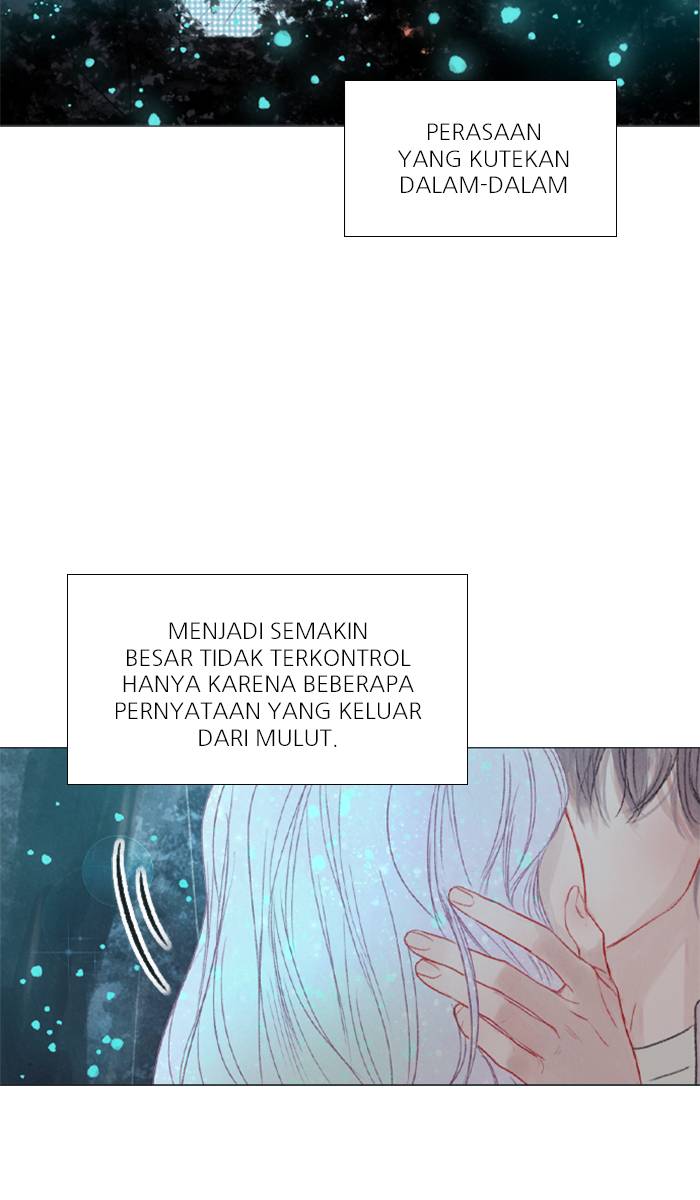 PERASAAN
YANG KUTEKAN
DALAM-DALAM
MENJADI SEMAKIN
BESAR TIDAK TERKONTROL
HANYA KARENA BEBERAPA
PERNYATAAN YANG KELUAR
DARI MULUT.